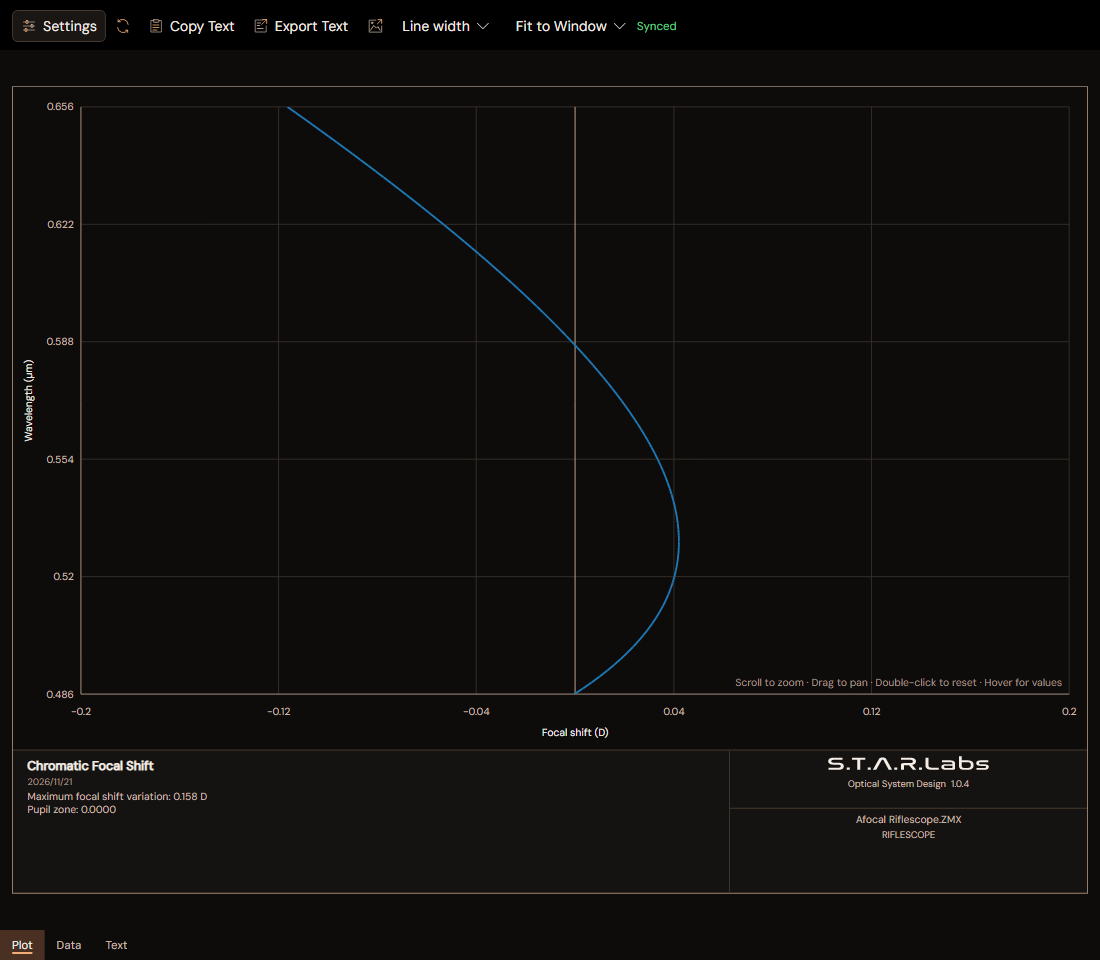 Settings Copy Text Export Text Line width Fit to Window Synced
0.656
0.622
0.588
0.554
0.52
0.486
Wavelength (µm)
Scroll to zoom · Drag to pan · Double-click to reset · Hover for values
-0.2 -0.12 -0.04 0.04 0.12 0.2
Focal shift (D)
Chromatic Focal Shift
2026/11/21
Maximum focal shift variation: 0.158 D
Pupil zone: 0.0000
S.T.A.R.Labs
Optical System Design 1.0.4
Afocal Riflescope.ZMX
RIFLESCOPE
Plot Data Text